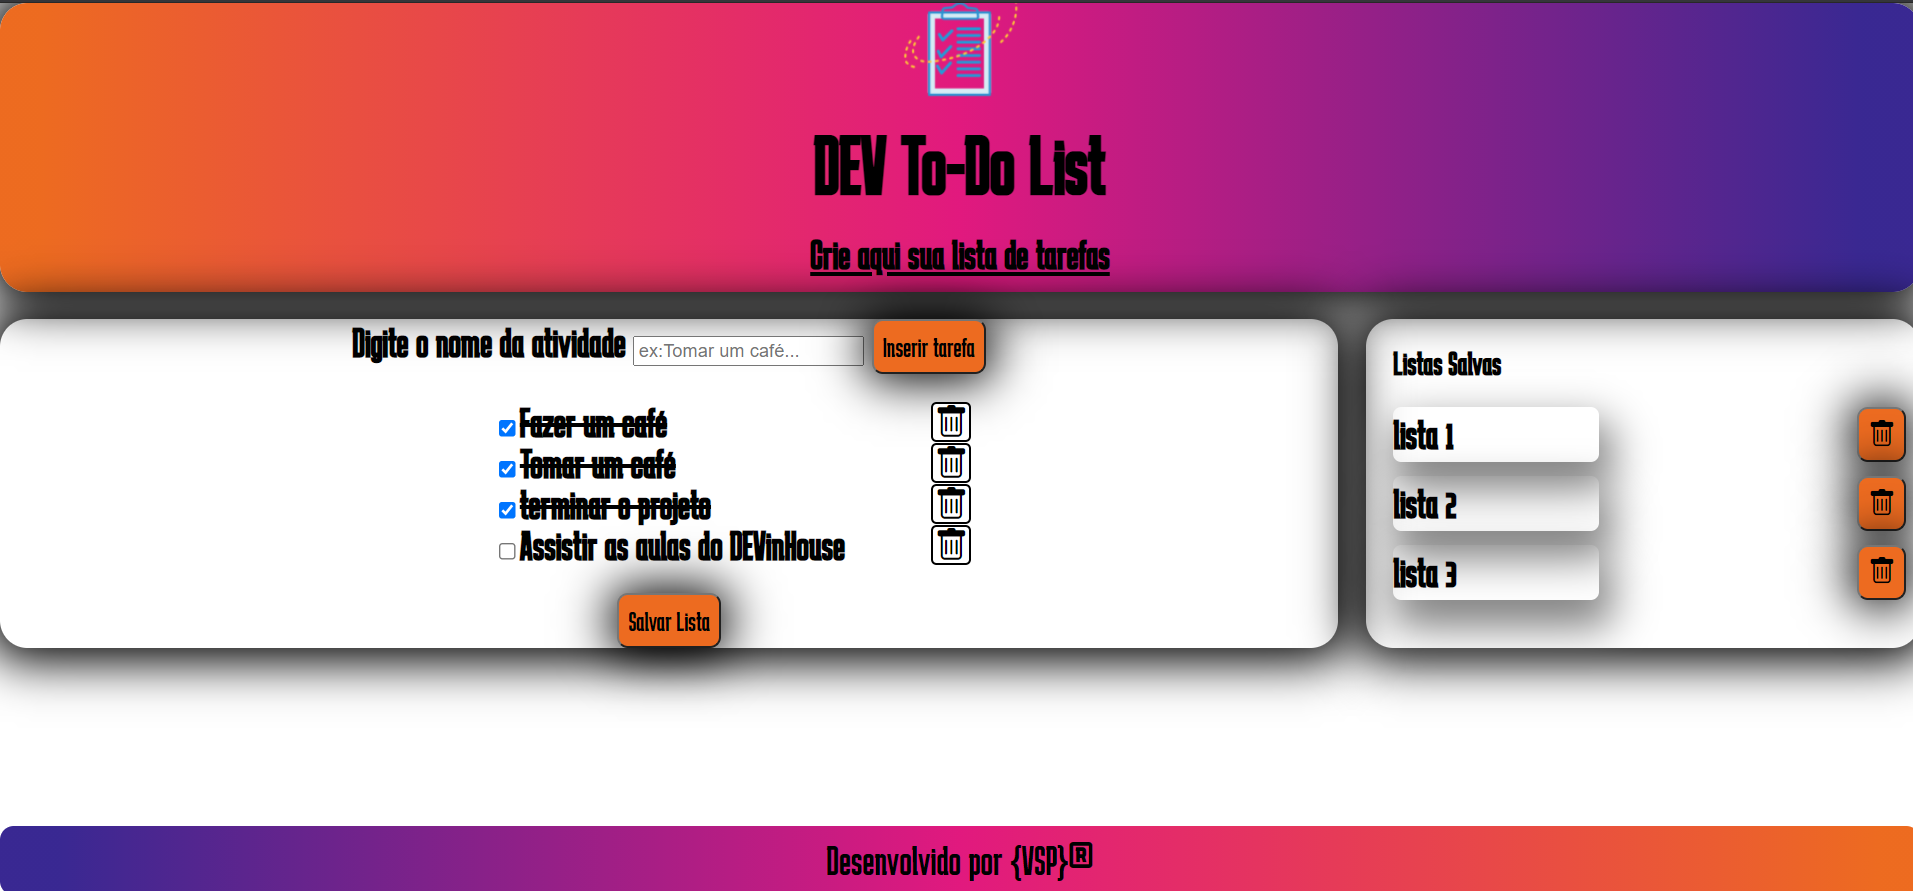 DEV To-Do List
Crie aqui sua lista de tarefas
Digite o nome da atividade ex:Tomar um café... Inserir tarefa
Fazer um café
Tomar um café
terminar o projeto
Assistir as aulas do DEVinHouse
Salvar Lista
Listas Salvas
lista 1
lista 2
lista 3
Desenvolvido por {VSP}®